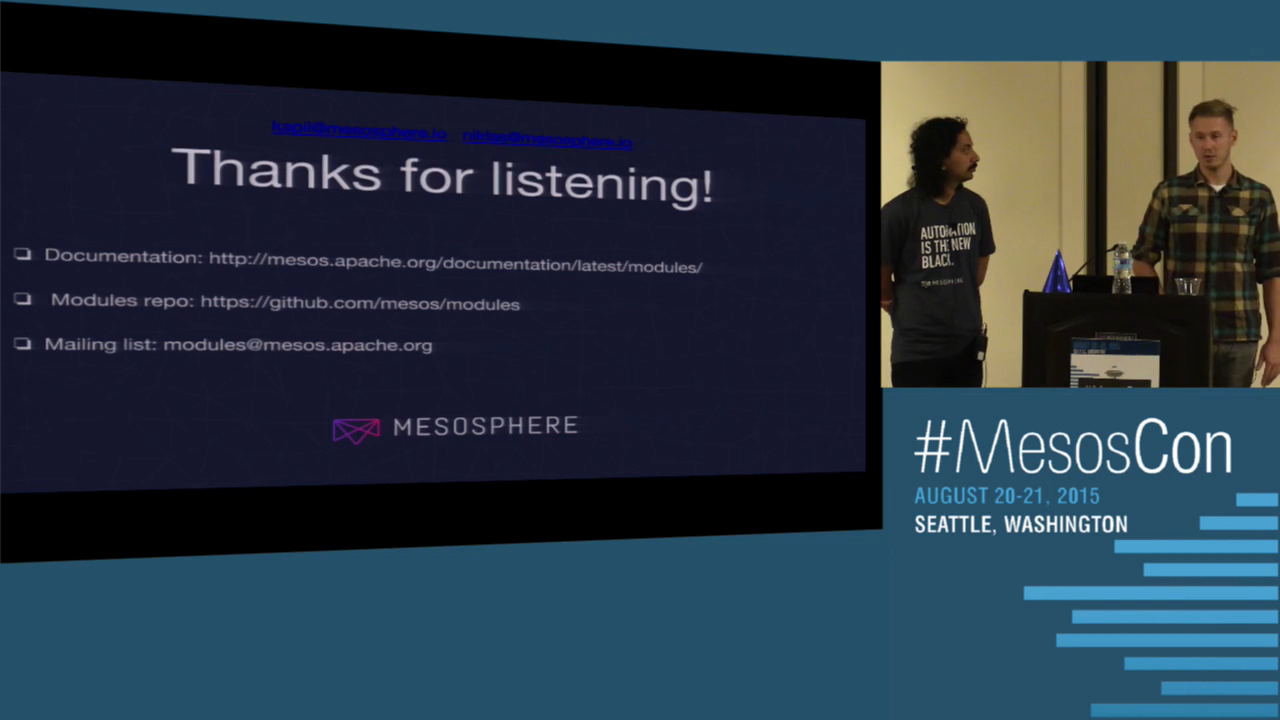 Thanks for listening!
❏ Documentation: http://mesos.apache.org/documentation/latest/modules/
❏ Modules repo: https://github.com/mesos/modules
❏ Mailing list: modules@mesos.apache.org
MESOSPHERE
AUTOMATION
IS THE NEW
BLACK.
#MesosCon
AUGUST 20-21, 2015
SEATTLE, WASHINGTON